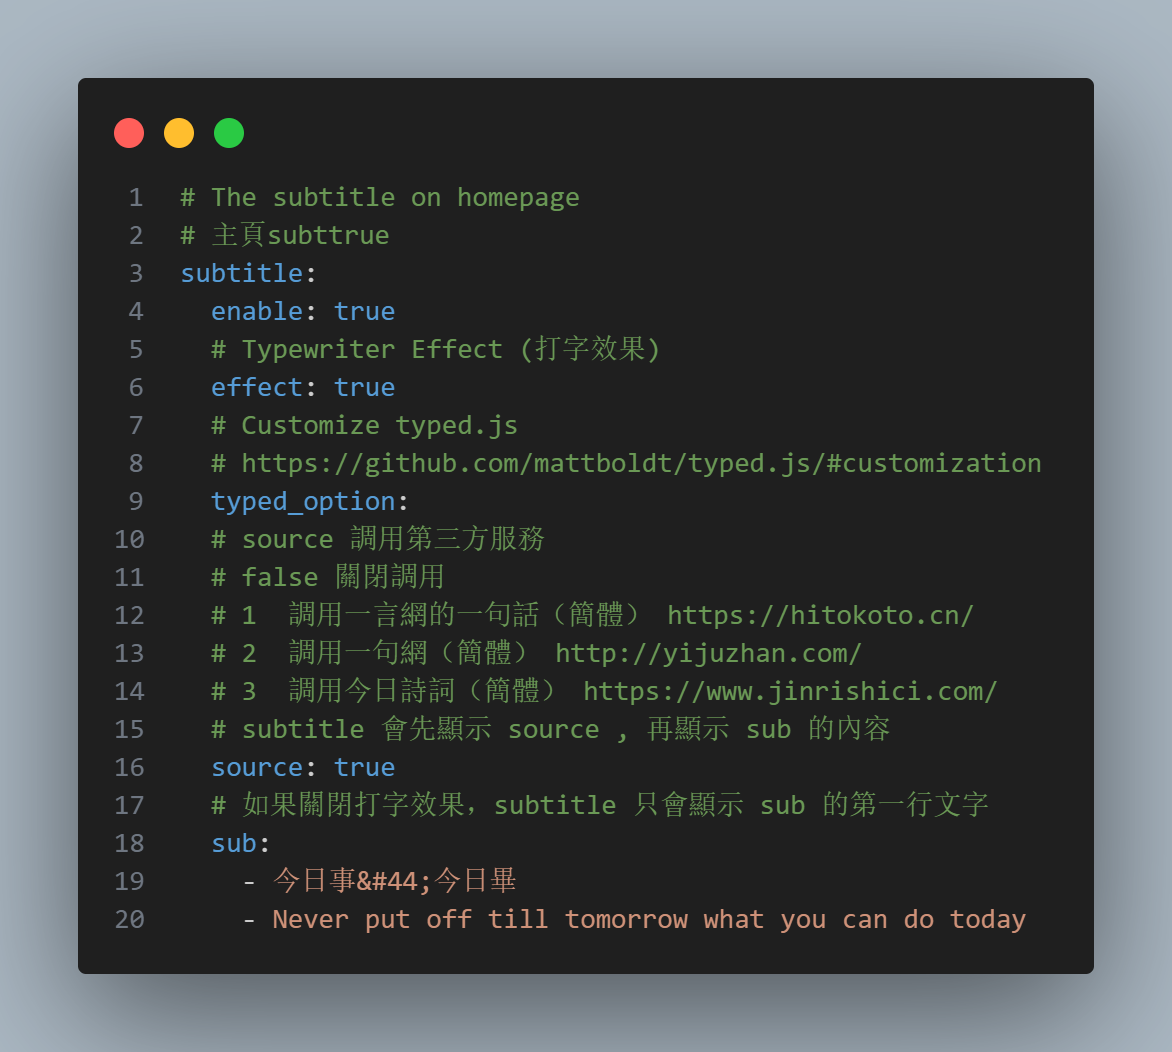 1 # The subtitle on homepage
2 # 主頁subttrue
3 subtitle:
4   enable: true
5   # Typewriter Effect (打字效果)
6   effect: true
7   # Customize typed.js
8   # https://github.com/mattboldt/typed.js/#customization
9   typed_option:
10   # source 調用第三方服務
11   # false 關閉調用
12   # 1  調用一言網的一句話（簡體） https://hitokoto.cn/
13   # 2  調用一句網（簡體） http://yijuzhan.com/
14   # 3  調用今日詩詞（簡體） https://www.jinrishici.com/
15   # subtitle 會先顯示 source , 再顯示 sub 的內容
16   source: true
17   # 如果關閉打字效果，subtitle 只會顯示 sub 的第一行文字
18   sub:
19     - 今日事&#44;今日畢
20     - Never put off till tomorrow what you can do today